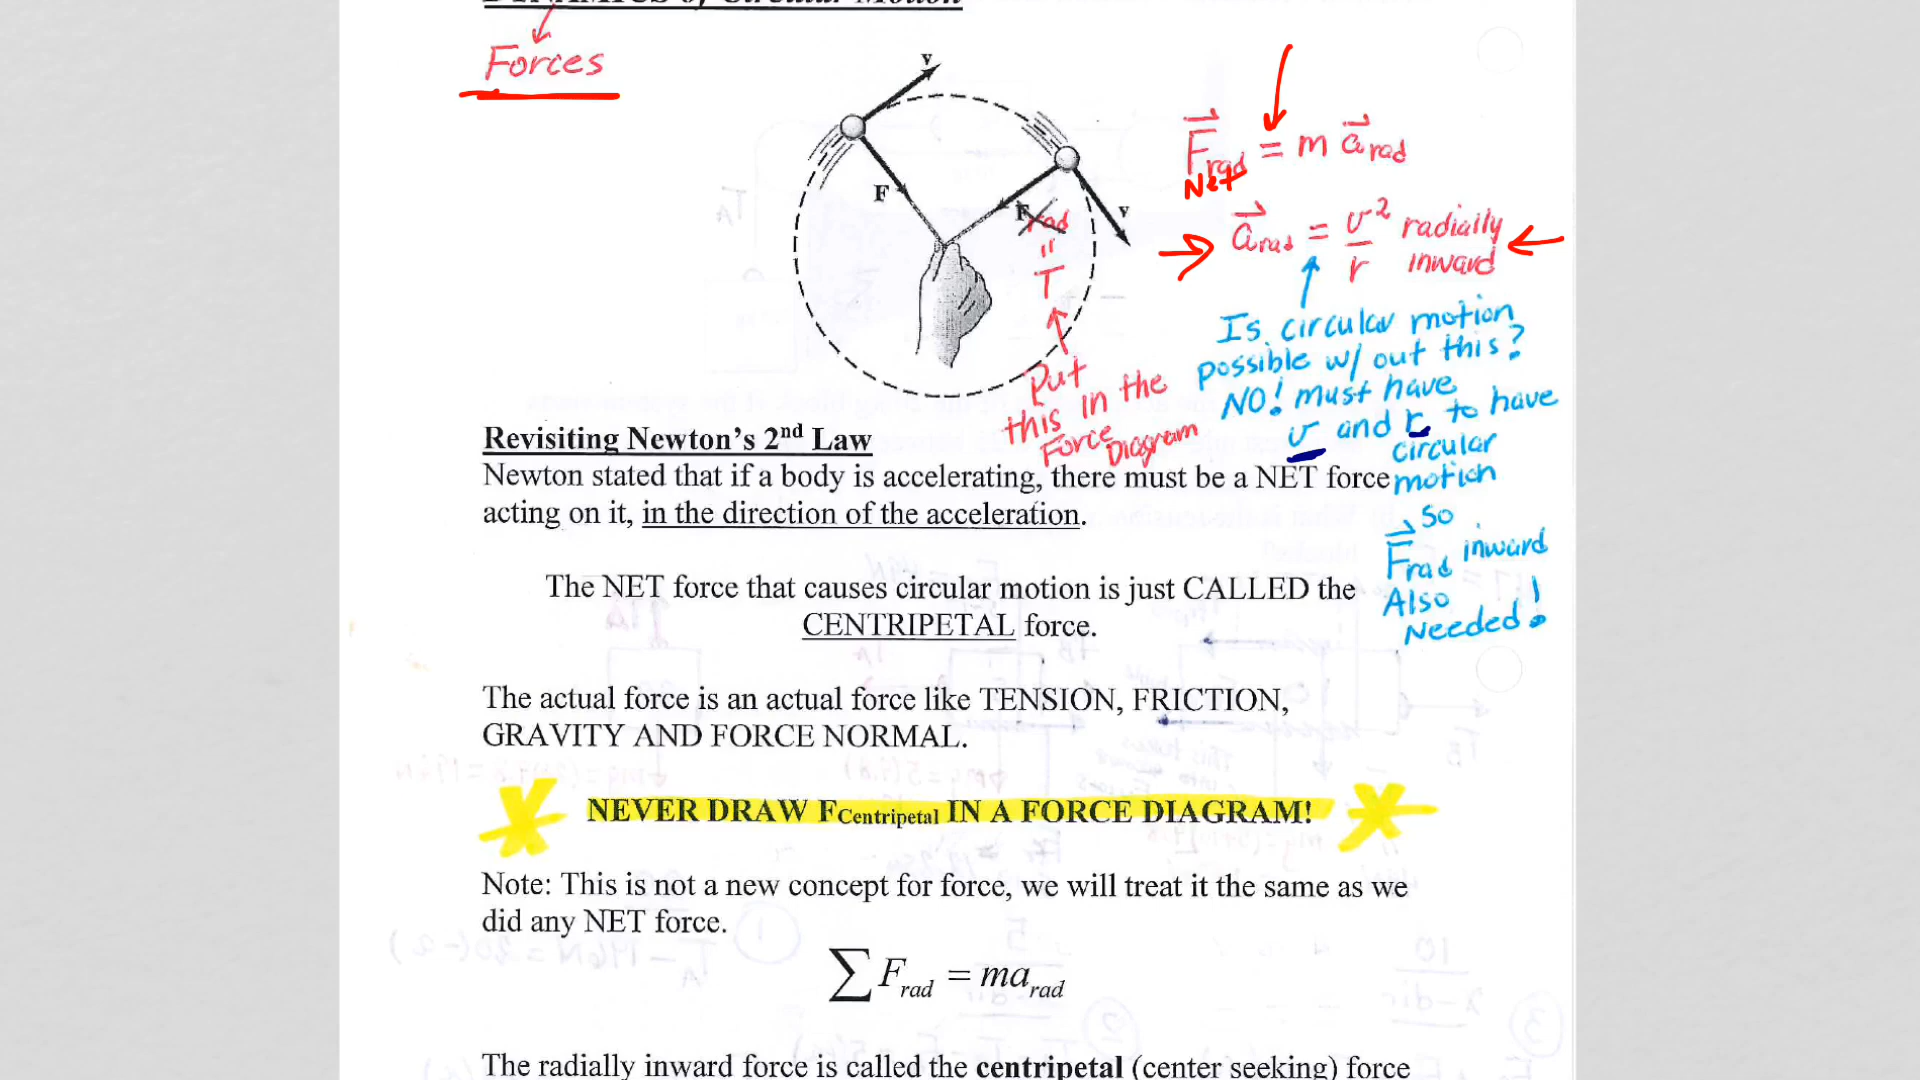 DYNAMICS of Circular Motion
Forces
v
F
F rad
v
"
T
Put
this in the
Force
Diagram
F rad = m a rad
Net
a rad = v² radially
r inward
Is circular motion
possible w/out this?
NO! must have
v and r to have
circular
motion
so
F rad inward
Also
Needed!
Revisiting Newton's 2nd Law
Newton stated that if a body is accelerating, there must be a NET force
acting on it, in the direction of the acceleration.
The NET force that causes circular motion is just CALLED the
CENTRIPETAL force.
The actual force is an actual force like TENSION, FRICTION,
GRAVITY AND FORCE NORMAL.
NEVER DRAW FCentripetal IN A FORCE DIAGRAM!
Note: This is not a new concept for force, we will treat it the same as we
did any NET force.
∑ F rad = ma rad
The radially inward force is called the centripetal (center seeking) force